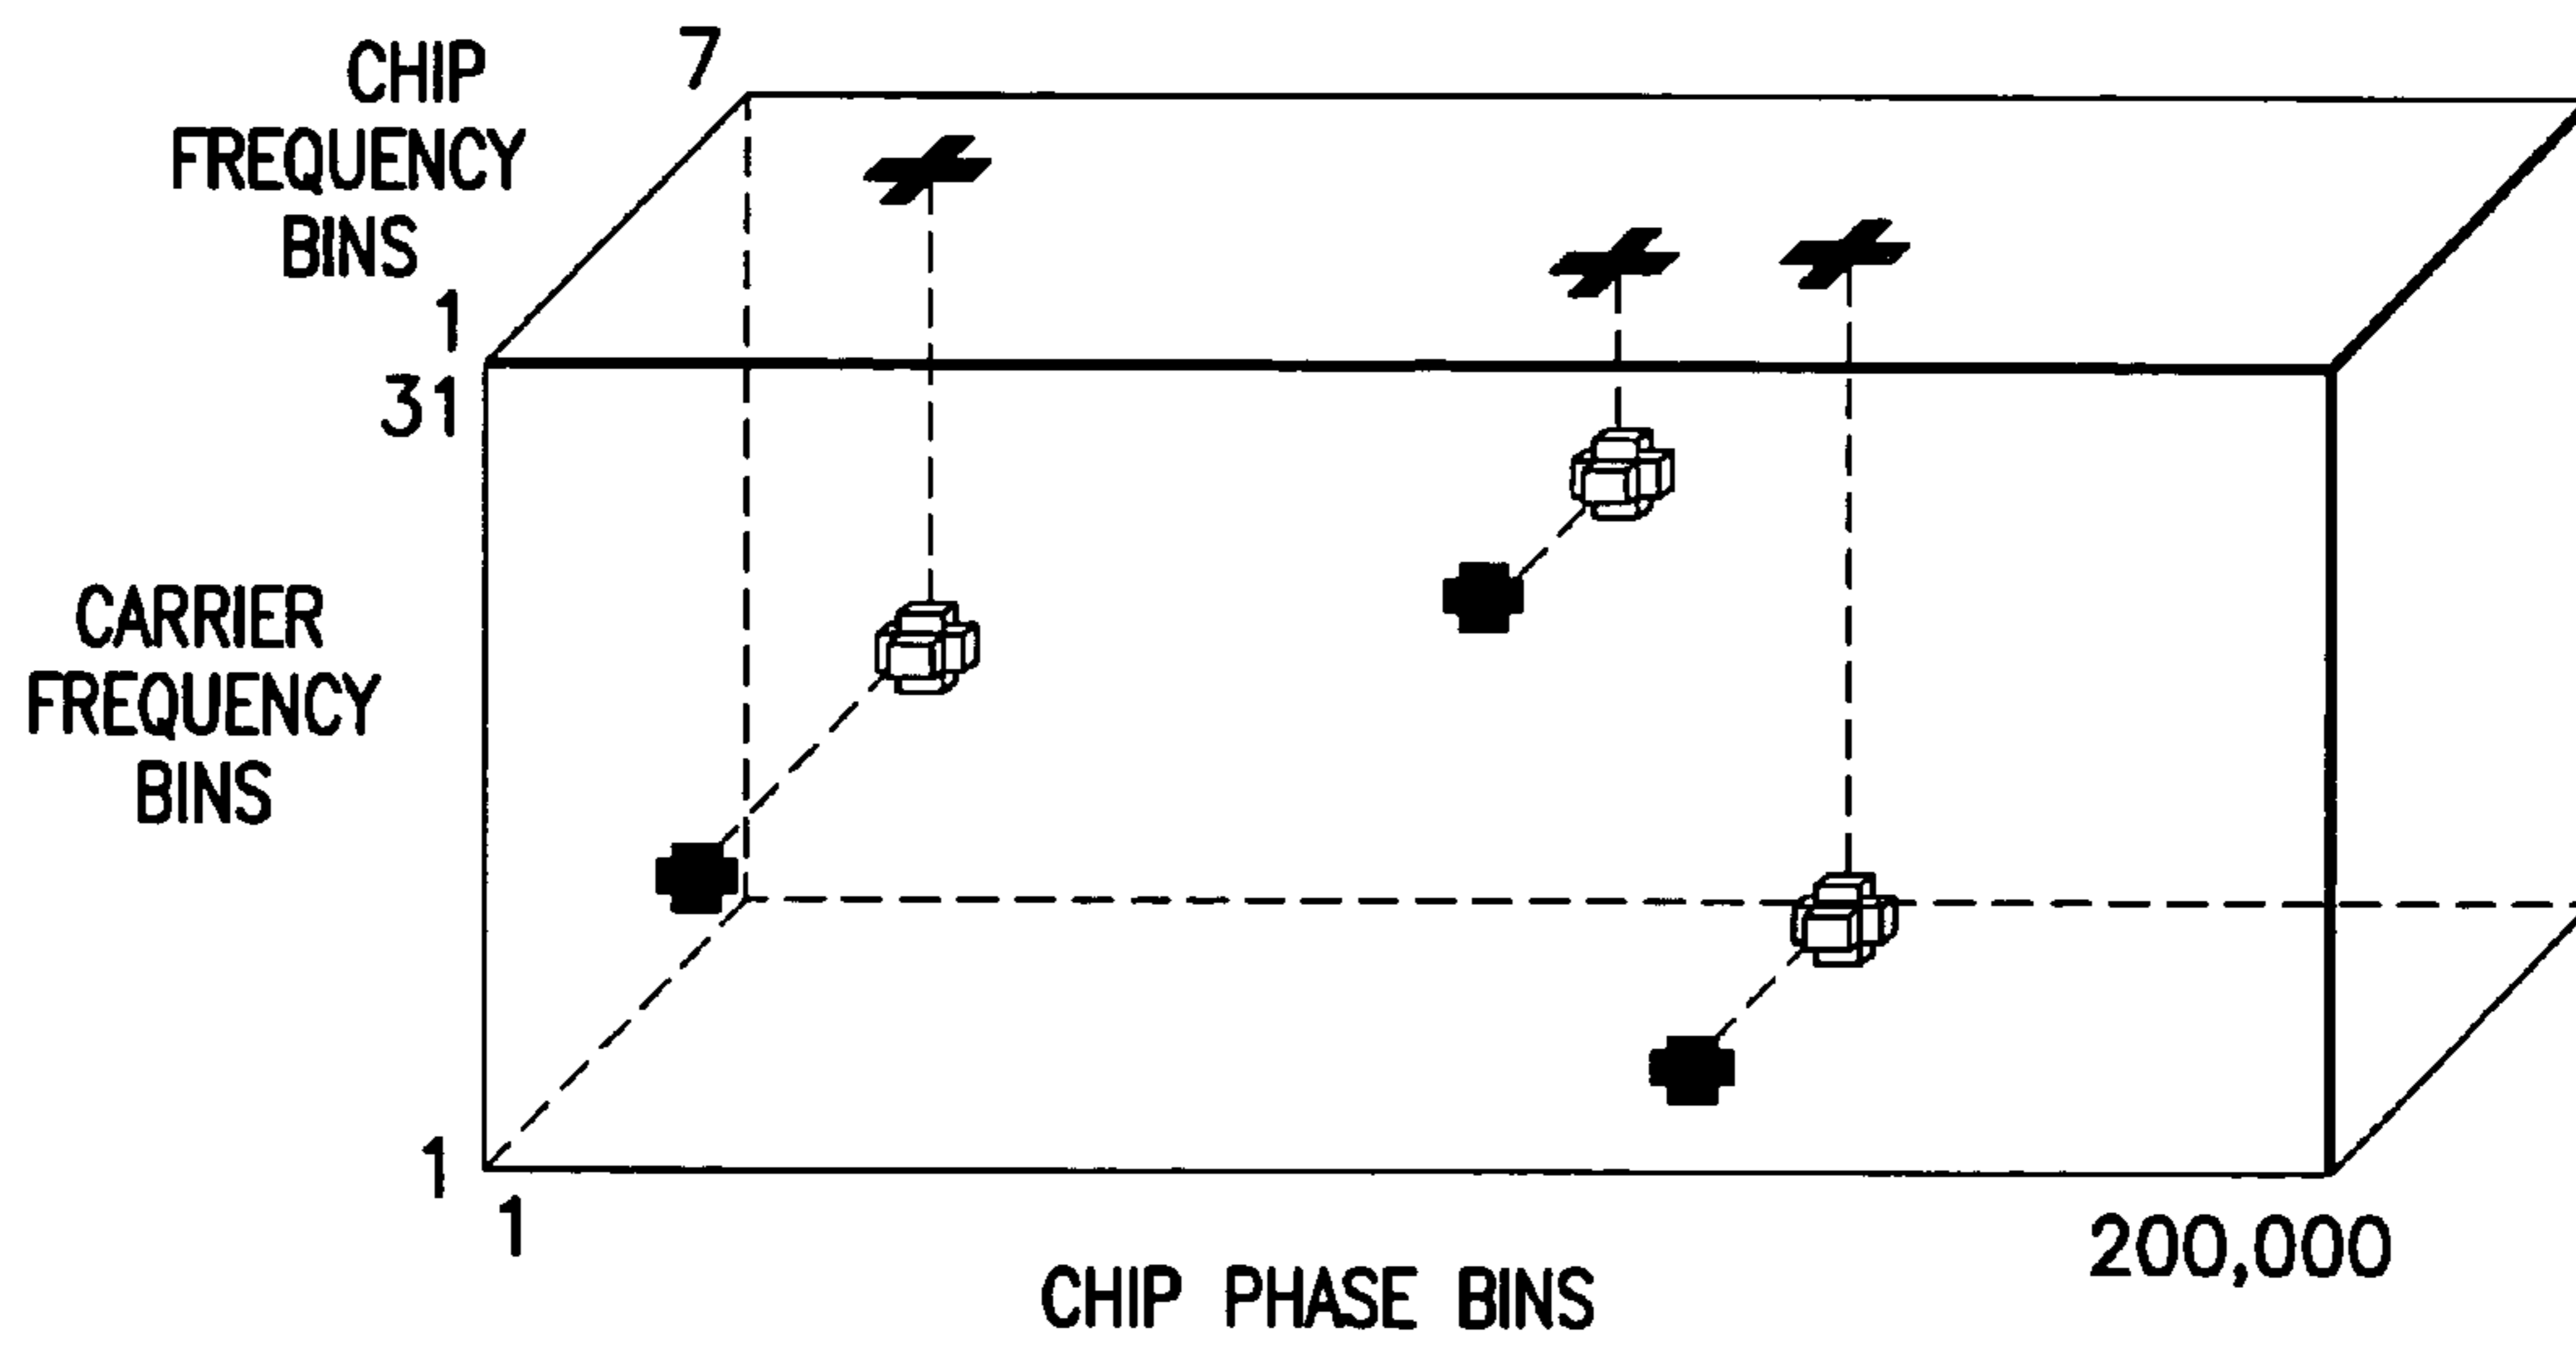 7
CHIP
FREQUENCY
BINS
1
31
CARRIER
FREQUENCY
BINS
1
1
200,000
CHIP PHASE BINS